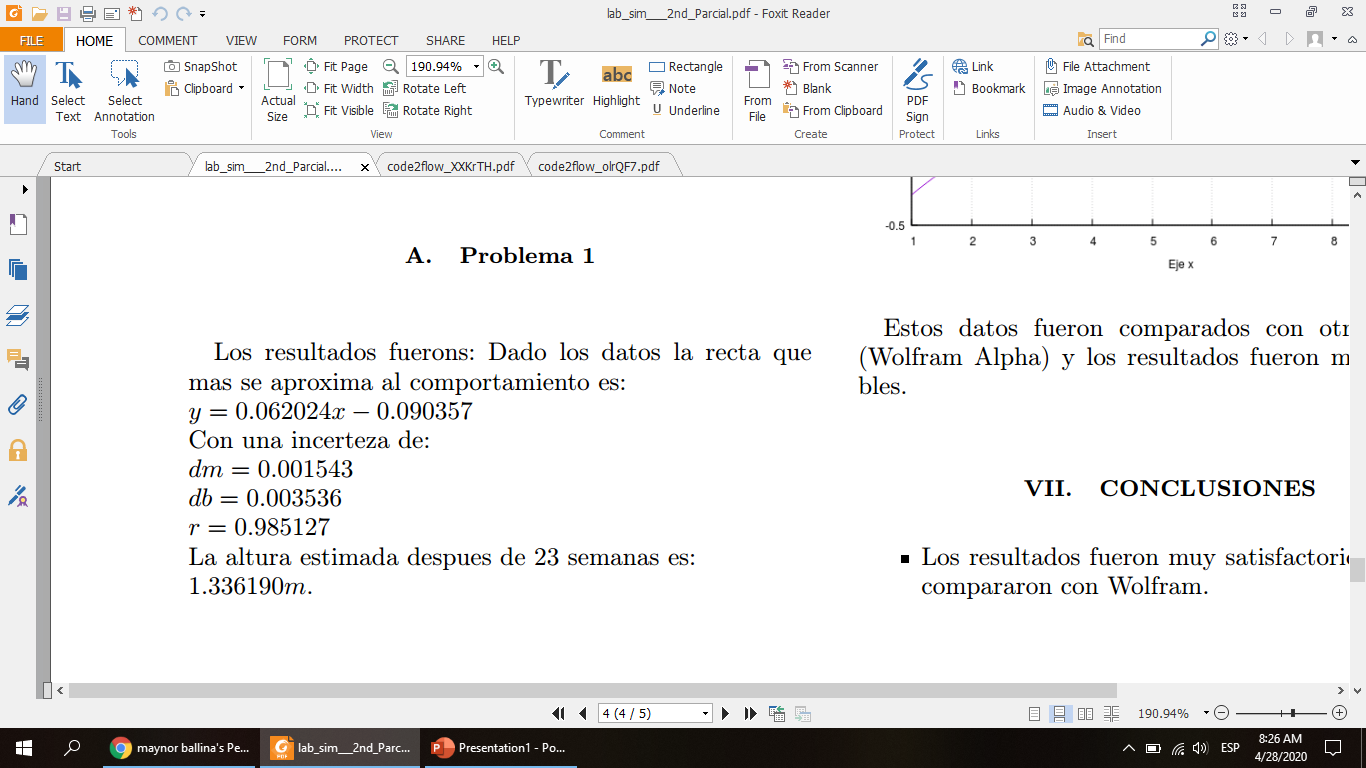 lab_sim___2nd_Parcial.pdf - Foxit Reader
FILE HOME COMMENT VIEW FORM PROTECT SHARE HELP
Find
Hand
Select Text
Select Annotation
SnapShot
Clipboard
Tools
Actual Size
Fit Page
Fit Width
Fit Visible
190.94%
Rotate Left
Rotate Right
View
Typewriter
abc
Highlight
Rectangle
Note
Underline
Comment
From File
From Scanner
Blank
From Clipboard
Create
PDF Sign
Protect
Link
Bookmark
Links
File Attachment
Image Annotation
Audio & Video
Insert
Start
lab_sim___2nd_Parcial....
code2flow_XXKrTH.pdf
code2flow_olrQF7.pdf
A. Problema 1
Los resultados fuerons: Dado los datos la recta que
mas se aproxima al comportamiento es:
y = 0.062024x − 0.090357
Con una incerteza de:
dm = 0.001543
db = 0.003536
r = 0.985127
La altura estimada despues de 23 semanas es:
1.336190m.
-0.5
1 2 3 4 5 6 7 8
Eje x
Estos datos fueron comparados con otr
(Wolfram Alpha) y los resultados fueron m
bles.
VII. CONCLUSIONES
Los resultados fueron muy satisfactori
compararon con Wolfram.
4 (4 / 5)
190.94%
maynor ballina's Pe...
lab_sim___2nd_Parc...
Presentation1 - Po...
ESP
8:26 AM
4/28/2020